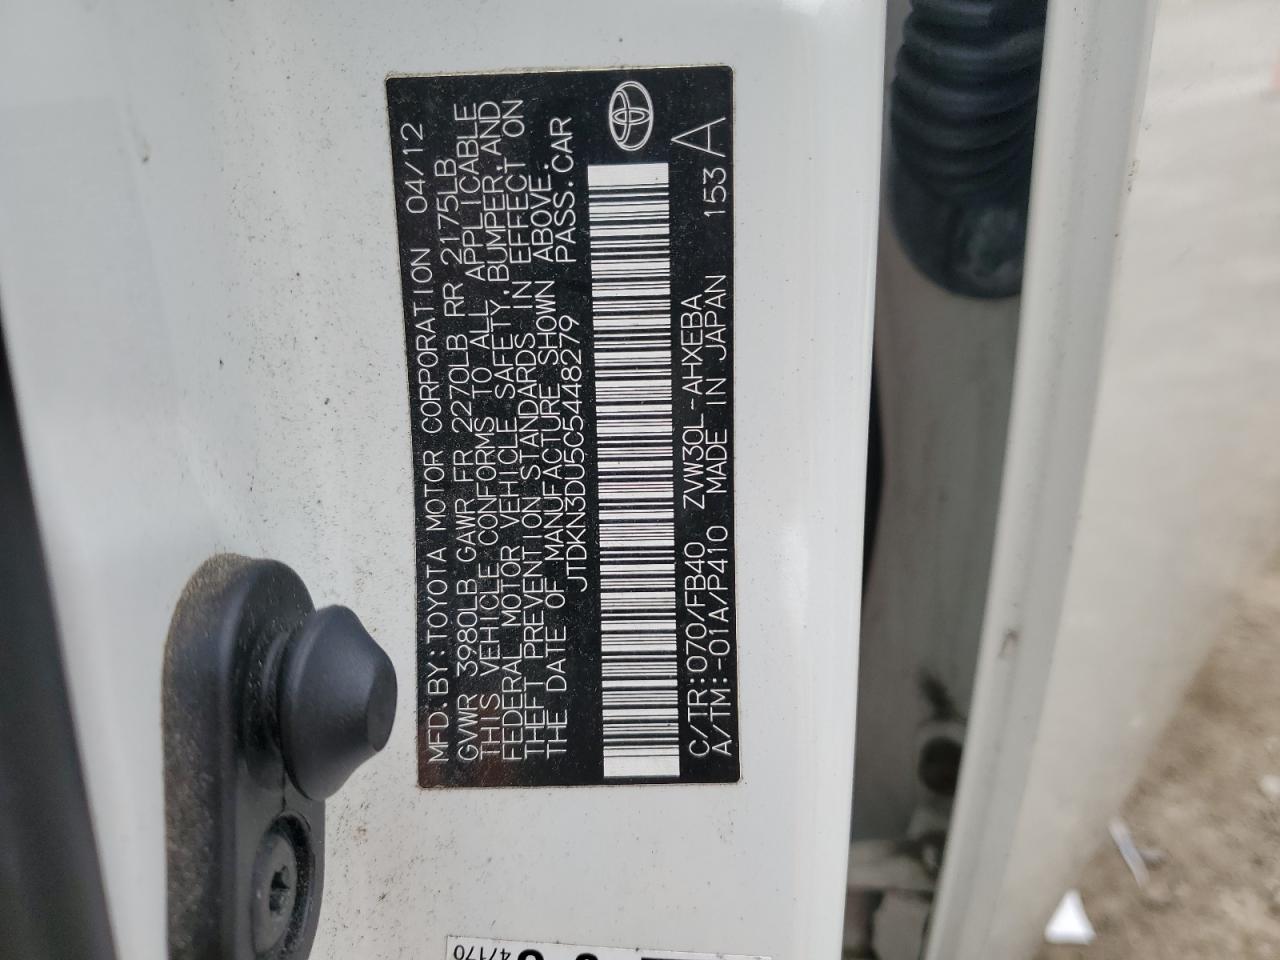 MFD.BY:TOYOTA MOTOR CORPORATION 04/12
GVWR 3980LB GAWR FR 2270LB RR 2175LB
THIS VEHICLE CONFORMS TO ALL APPLICABLE
FEDERAL MOTOR VEHICLE SAFETY,BUMPER,AND
THEFT PREVENTION STANDARDS IN EFFECT ON
THE DATE OF MANUFACTURE SHOWN ABOVE.
JTDKN3DU5C5448279 PASS.CAR
C/TR:070/FB40 ZVW30L-AHXEBA 153 A
A/TM:-01A/P410 MADE IN JAPAN
47170